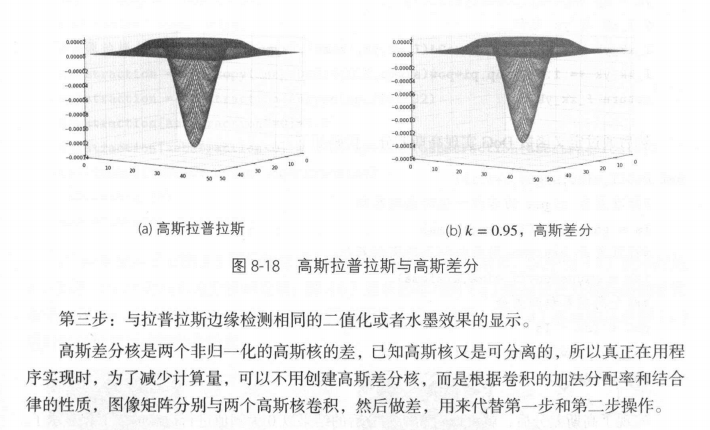 0.00002
0.00000
-0.00002
-0.00004
-0.00006
-0.00008
-0.00010
-0.00012
-0.00014
0 10 20 30 40 50 50 40 30 20 10 0
0.00002
0.00000
-0.00002
-0.00004
-0.00006
-0.00008
-0.00010
-0.00012
-0.00014
-0.00016
0 10 20 30 40 50 50 40 30 20 10 0
(a) 高斯拉普拉斯
(b) k = 0.95，高斯差分
图 8-18 高斯拉普拉斯与高斯差分
第三步：与拉普拉斯边缘检测相同的二值化或者水墨效果的显示。
高斯差分核是两个非归一化的高斯核的差，已知高斯核又是可分离的，所以真正在用程
序实现时，为了减少计算量，可以不用创建高斯差分核，而是根据卷积的加法分配率和结合
律的性质，图像矩阵分别与两个高斯核卷积，然后做差，用来代替第一步和第二步操作。